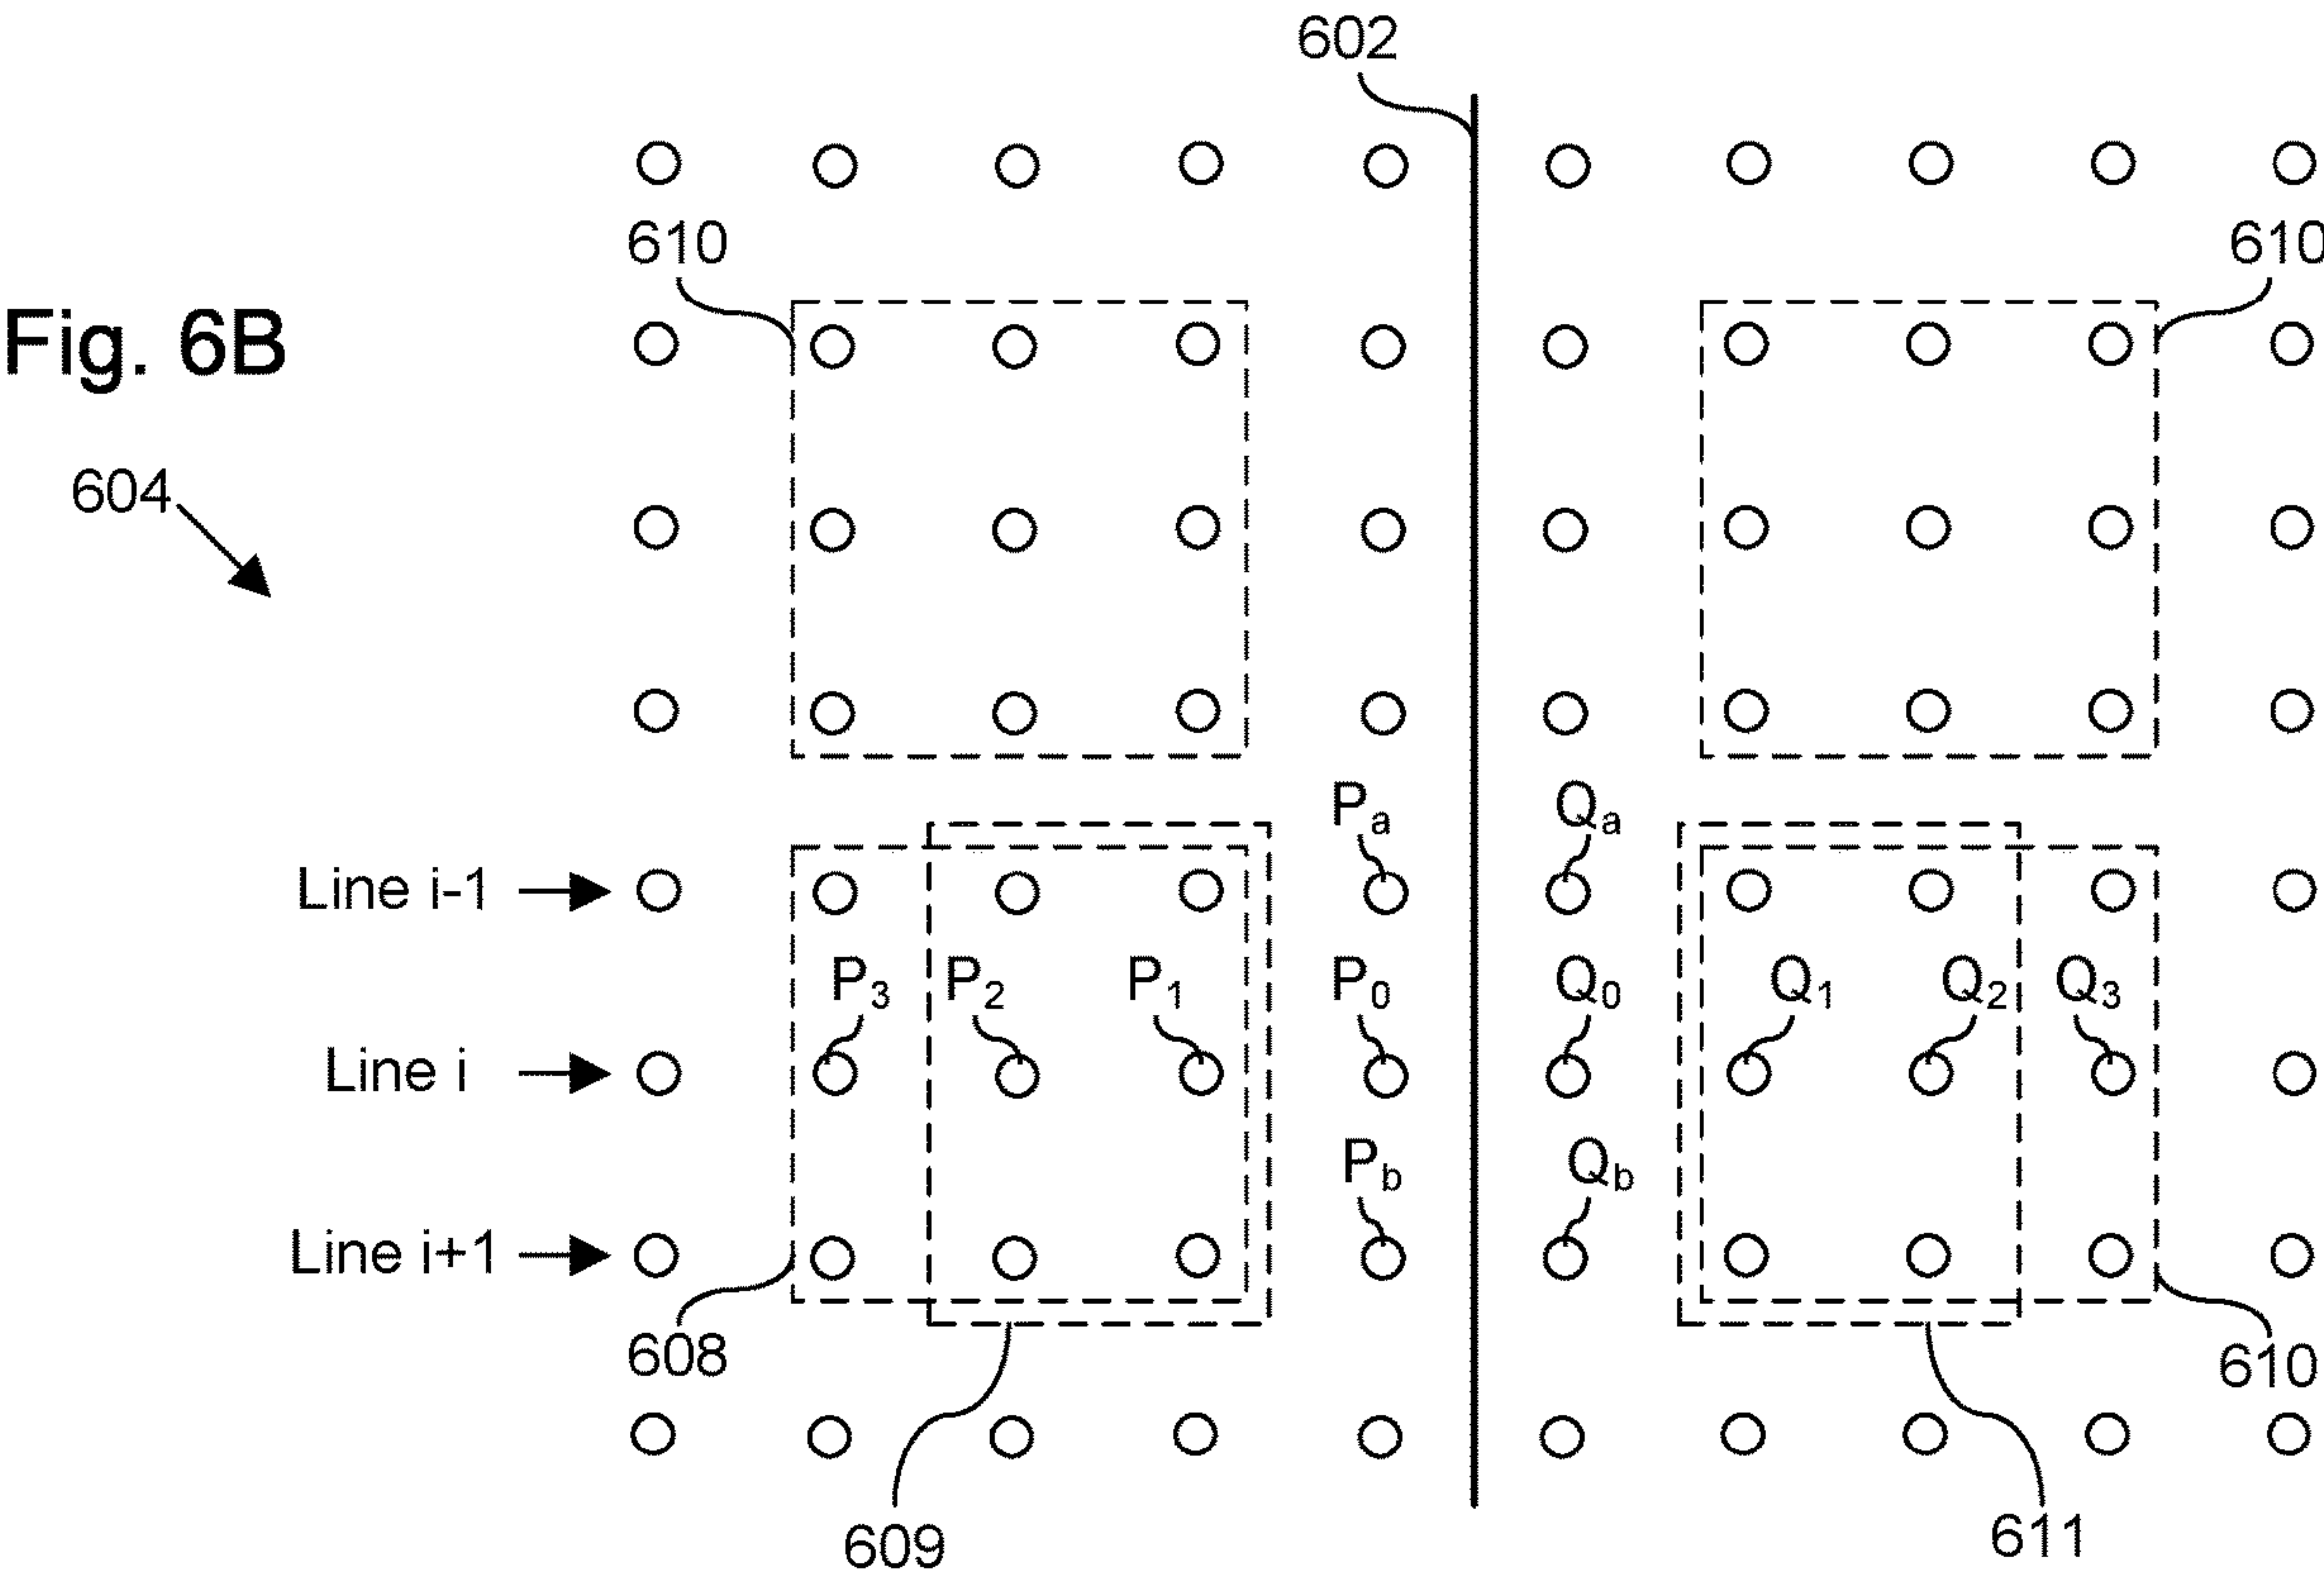 602
610 610
Fig. 6B
604
Pa Qa
Line i-1
P3 P2 P1 P0 Q0 Q1 Q2 Q3
Line i
Pb Qb
Line i+1
608 610
609 611